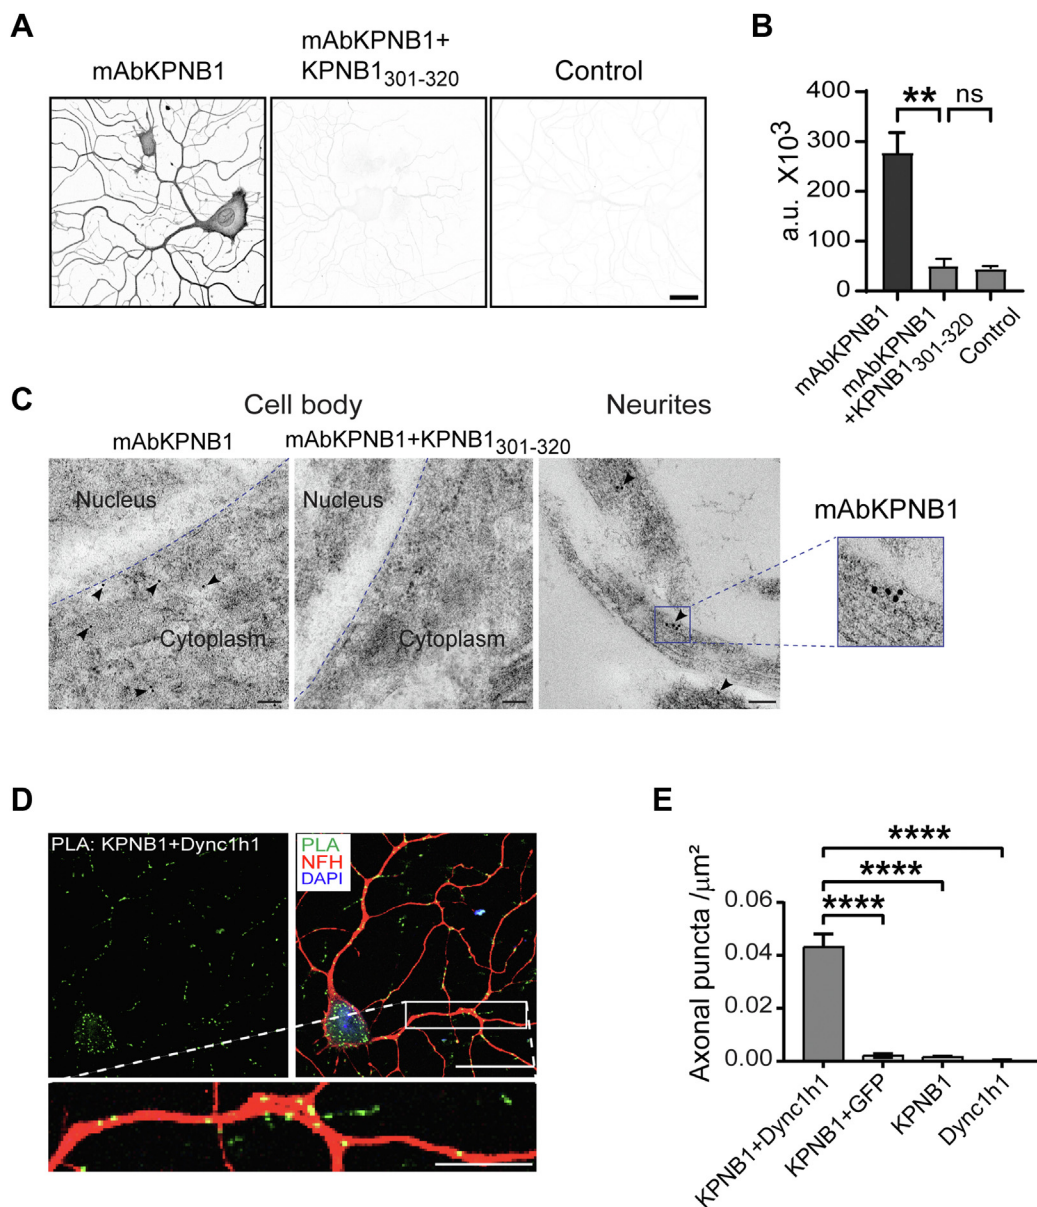 A
mAbKPNB1
mAbKPNB1+
KPNB1301-320
Control
B
a.u. X10³
400
300
200
100
0
**
ns
mAbKPNB1
mAbKPNB1
+KPNB1301-320
Control
C
Cell body
Neurites
mAbKPNB1
mAbKPNB1+KPNB1301-320
Nucleus
Cytoplasm
Nucleus
Cytoplasm
mAbKPNB1
D
PLA: KPNB1+Dync1h1
PLA
NFH
DAPI
E
Axonal puncta /µm²
0.06
0.04
0.02
0.00
****
****
****
KPNB1+Dync1h1
KPNB1+GFP
KPNB1
Dync1h1